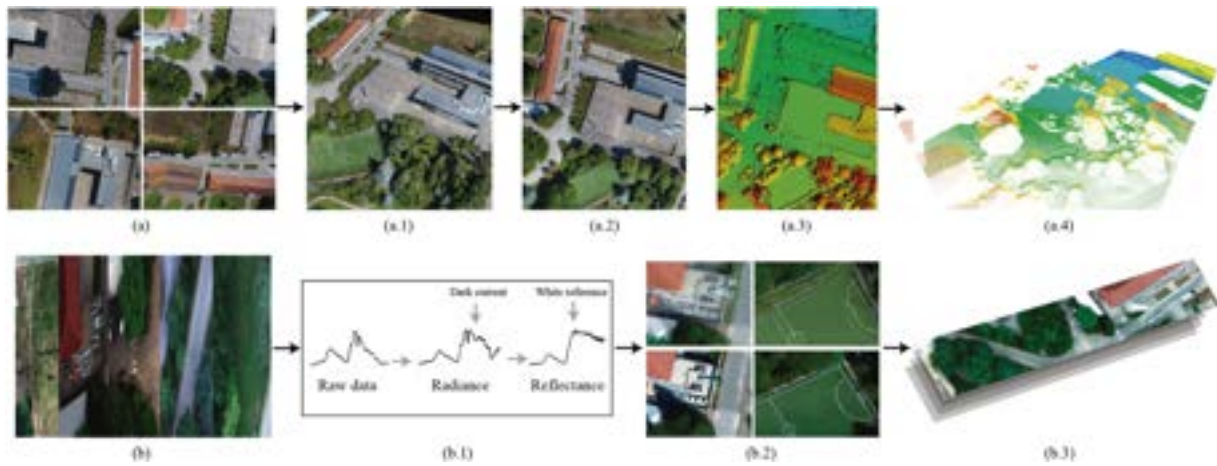 (a)
(a.1)
(a.2)
(a.3)
(a.4)
Dark current
White reference
Raw data
Radiance
Reflectance
(b)
(b.1)
(b.2)
(b.3)